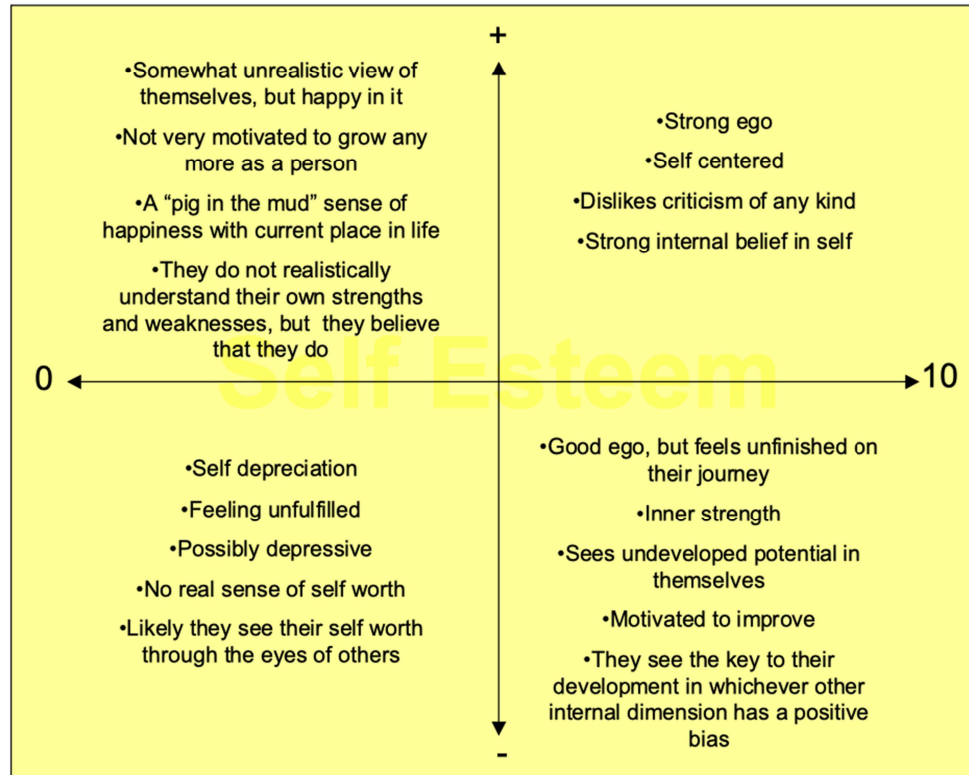 +
•Somewhat unrealistic view of
themselves, but happy in it
•Not very motivated to grow any
more as a person
•A “pig in the mud” sense of
happiness with current place in life
•They do not realistically
understand their own strengths
and weaknesses, but they believe
that they do
•Strong ego
•Self centered
•Dislikes criticism of any kind
•Strong internal belief in self
Self Esteem
0
10
•Self depreciation
•Feeling unfulfilled
•Possibly depressive
•No real sense of self worth
•Likely they see their self worth
through the eyes of others
•Good ego, but feels unfinished on
their journey
•Inner strength
•Sees undeveloped potential in
themselves
•Motivated to improve
•They see the key to their
development in whichever other
internal dimension has a positive
bias
-